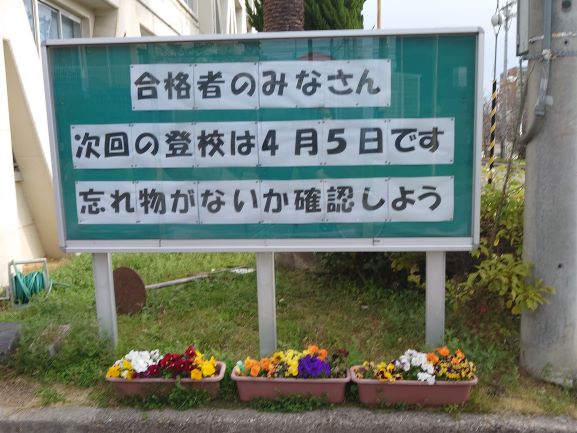 合格者のみなさん
次回の登校は4月5日です
忘れ物がないか確認しよう